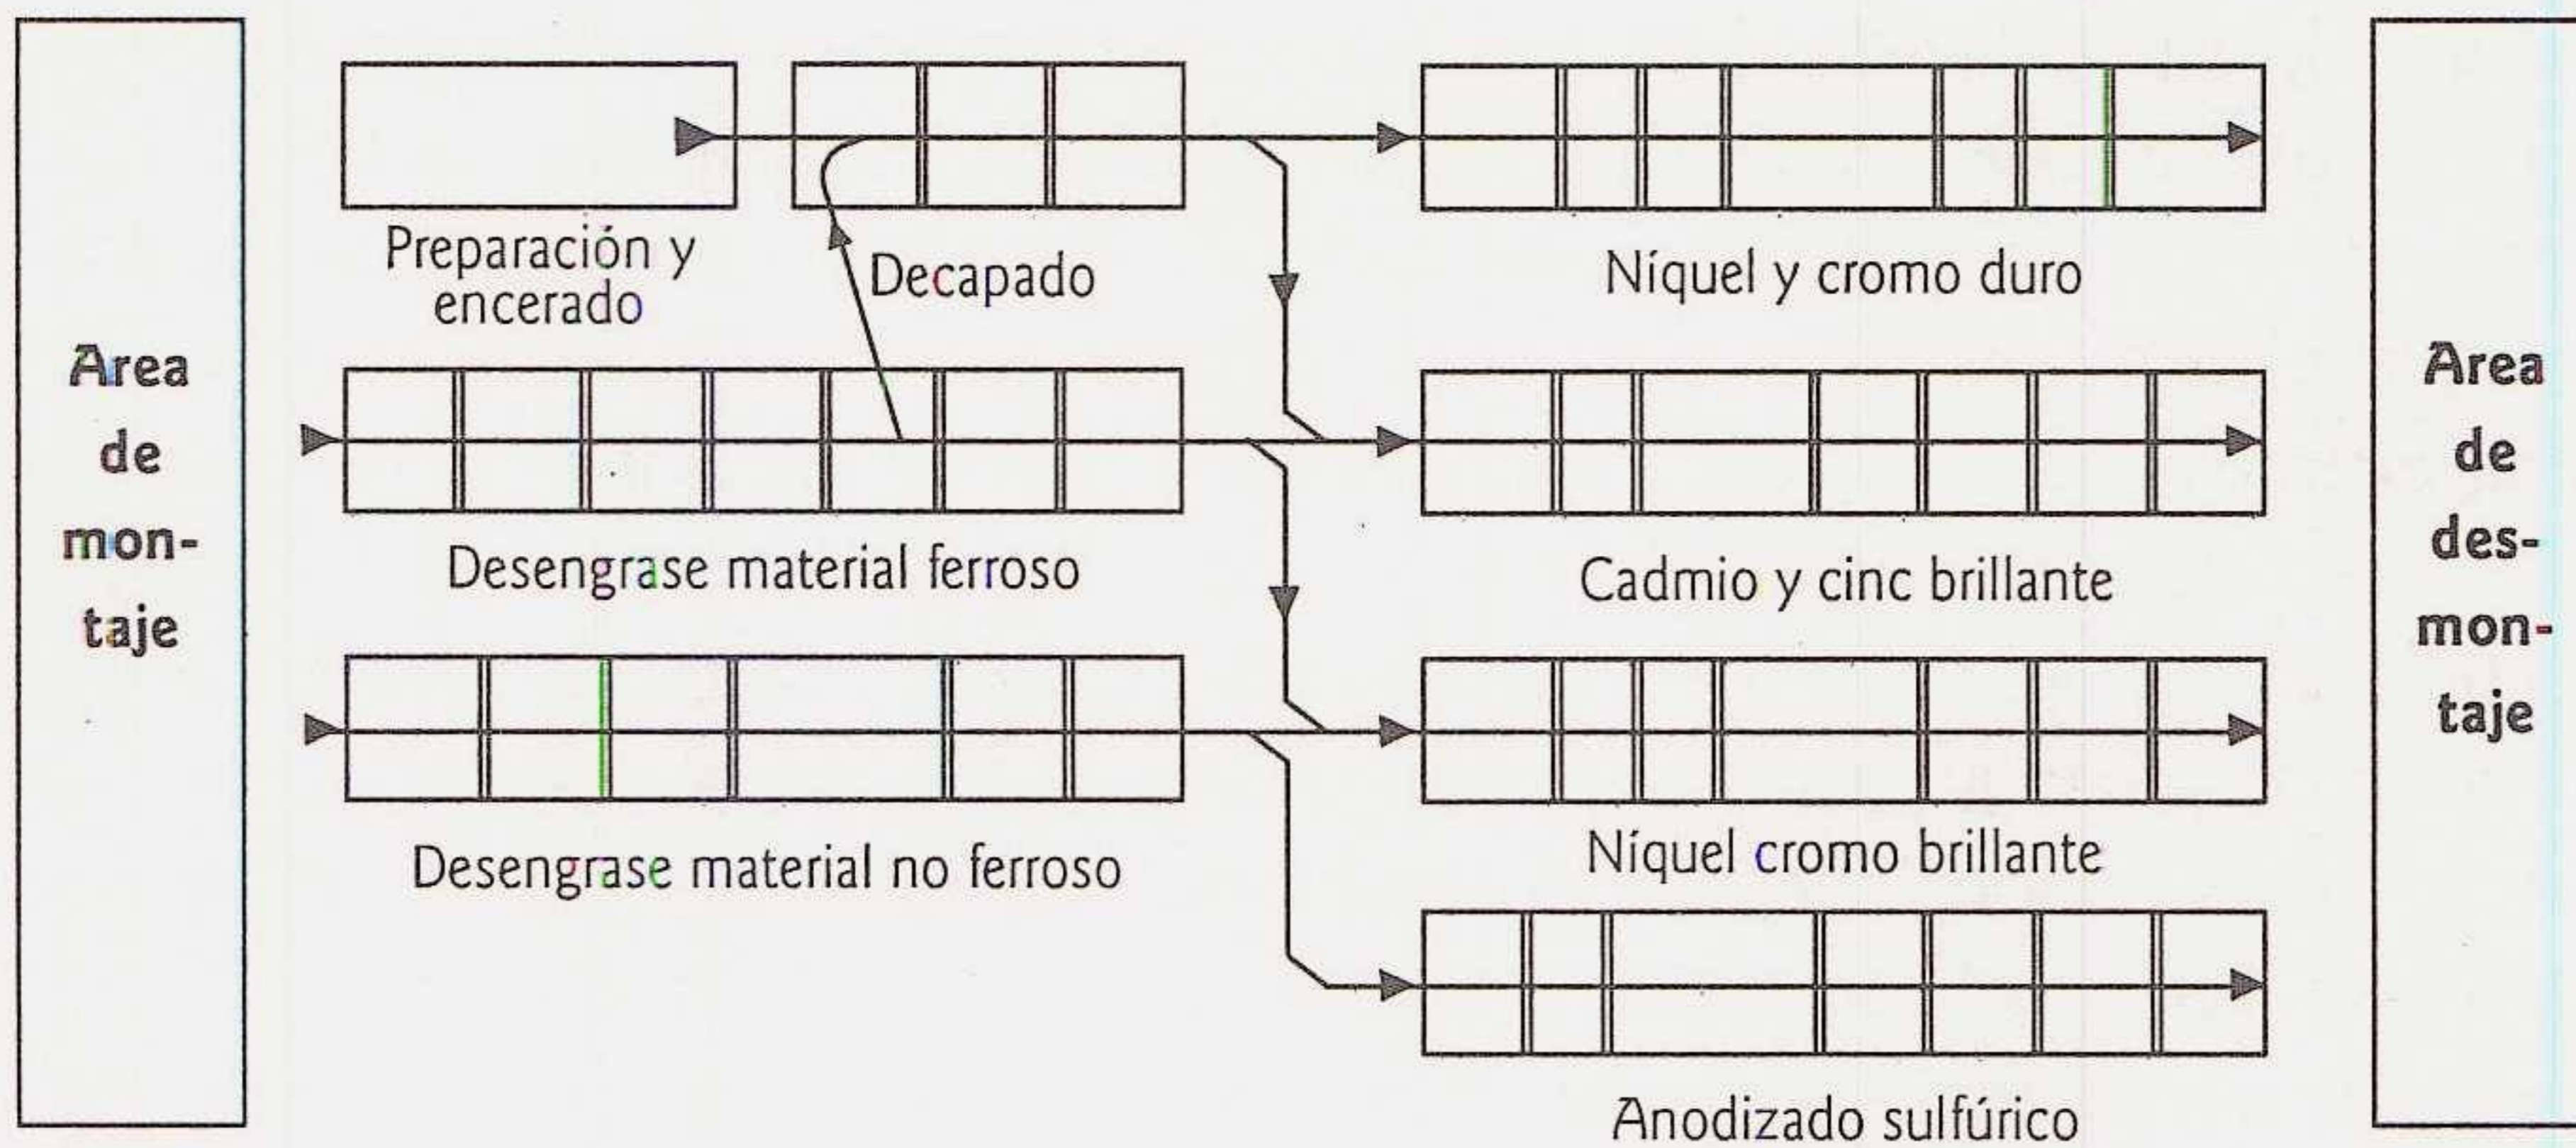 Area
de
mon-
taje
Preparación y
encerado
Decapado
Níquel y cromo duro
Desengrase material ferroso
Cadmio y cinc brillante
Desengrase material no ferroso
Níquel cromo brillante
Anodizado sulfúrico
Area
de
des-
mon-
taje